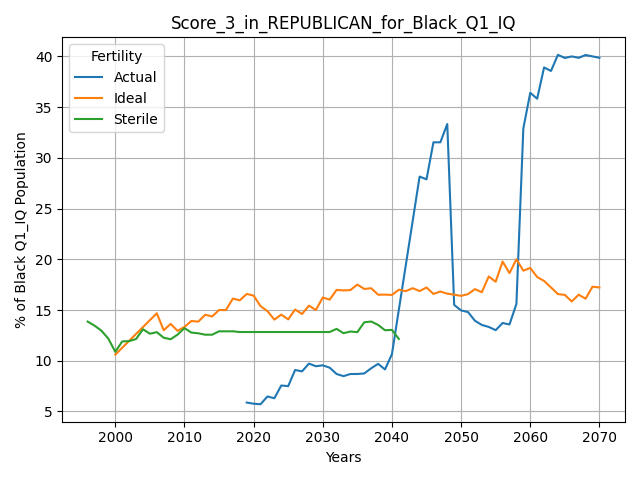 Score_3_in_REPUBLICAN_for_Black_Q1_IQ
Fertility
Actual
Ideal
Sterile
% of Black Q1_IQ Population
40
35
30
25
20
15
10
5
2000 2010 2020 2030 2040 2050 2060 2070
Years